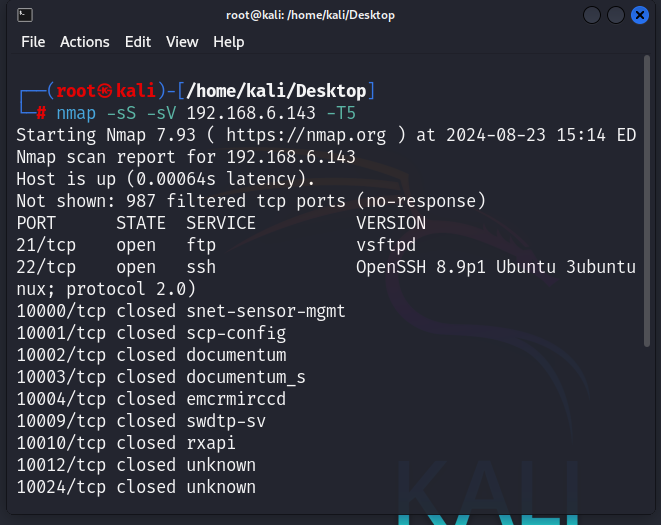 root@kali: /home/kali/Desktop
File Actions Edit View Help
┌──(root㉿kali)-[/home/kali/Desktop]
└─# nmap -sS -sV 192.168.6.143 -T5
Starting Nmap 7.93 ( https://nmap.org ) at 2024-08-23 15:14 ED
Nmap scan report for 192.168.6.143
Host is up (0.00064s latency).
Not shown: 987 filtered tcp ports (no-response)
PORT      STATE  SERVICE          VERSION
21/tcp    open   ftp              vsftpd
22/tcp    open   ssh              OpenSSH 8.9p1 Ubuntu 3ubuntu
nux; protocol 2.0)
10000/tcp closed snet-sensor-mgmt
10001/tcp closed scp-config
10002/tcp closed documentum
10003/tcp closed documentum_s
10004/tcp closed emcrmirccd
10009/tcp closed swdtp-sv
10010/tcp closed rxapi
10012/tcp closed unknown
10024/tcp closed unknown
KALI